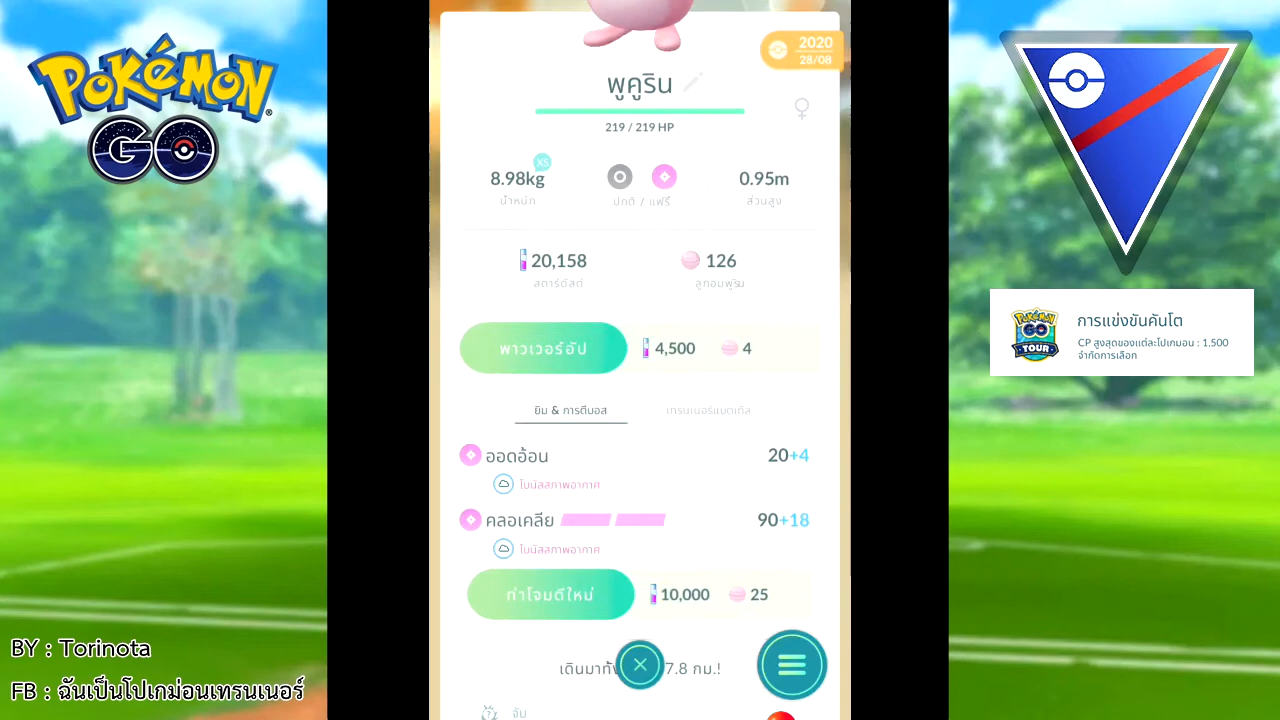 POKéMON
GO
2020
28/08
พูคูริน
219 / 219 HP
XS
8.98kg
0.95m
น้ำหนัก
ปกติ / แฟรี่
ส่วนสูง
20,158
126
สตาร์ดัสต์
ลูกอมพูริน
พาวเวอร์อัป
4,500
4
ยิม & การตีบอส
เทรนเนอร์แบตเทิล
ออดอ้อน
20+4
โบนัสสภาพอากาศ
คลอเคลีย
90+18
โบนัสสภาพอากาศ
ท่าโจมตีใหม่
10,000
25
เดินมาทั้ง
7.8 กม.!
จับ
POKéMON
GO
TOUR
การแข่งขันคันโต
CP สูงสุดของแต่ละโปเกมอน : 1,500
จำกัดการเลือก
BY : Torinota
FB : ฉันเป็นโปเกม่อนเทรนเนอร์